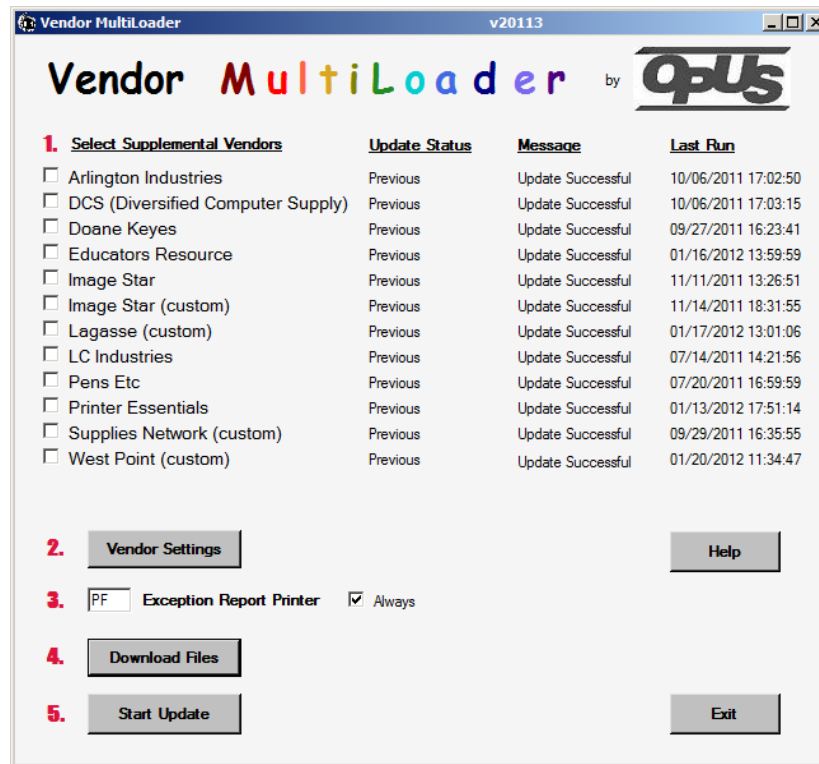 Vendor MultiLoader v20113
Vendor MultiLoader by OpUs
1. Select Supplemental Vendors Update Status Message Last Run
Arlington Industries Previous Update Successful 10/06/2011 17:02:50
DCS (Diversified Computer Supply) Previous Update Successful 10/06/2011 17:03:15
Doane Keyes Previous Update Successful 09/27/2011 16:23:41
Educators Resource Previous Update Successful 01/16/2012 13:59:59
Image Star Previous Update Successful 11/11/2011 13:26:51
Image Star (custom) Previous Update Successful 11/14/2011 18:31:55
Lagasse (custom) Previous Update Successful 01/17/2012 13:01:06
LC Industries Previous Update Successful 07/14/2011 14:21:56
Pens Etc Previous Update Successful 07/20/2011 16:59:59
Printer Essentials Previous Update Successful 01/13/2012 17:51:14
Supplies Network (custom) Previous Update Successful 09/29/2011 16:35:55
West Point (custom) Previous Update Successful 01/20/2012 11:34:47
2. Vendor Settings Help
3. PF Exception Report Printer Always
4. Download Files
5. Start Update Exit